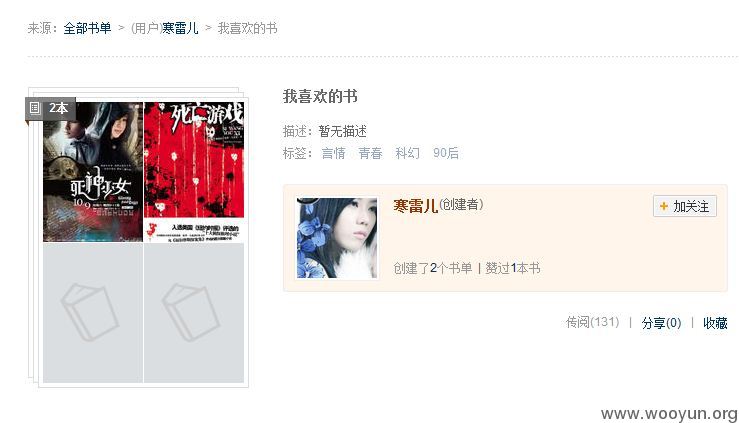 来源：全部书单 > (用户)寒雷儿 > 我喜欢的书
2本
死神少女
10.9
死亡游戏
我喜欢的书
描述：暂无描述
标签： 言情 青春 科幻 90后
寒雷儿(创建者)
+ 加关注
创建了2个书单 | 赞过1本书
传阅(131) | 分享(0) | 收藏
www.wooyun.org